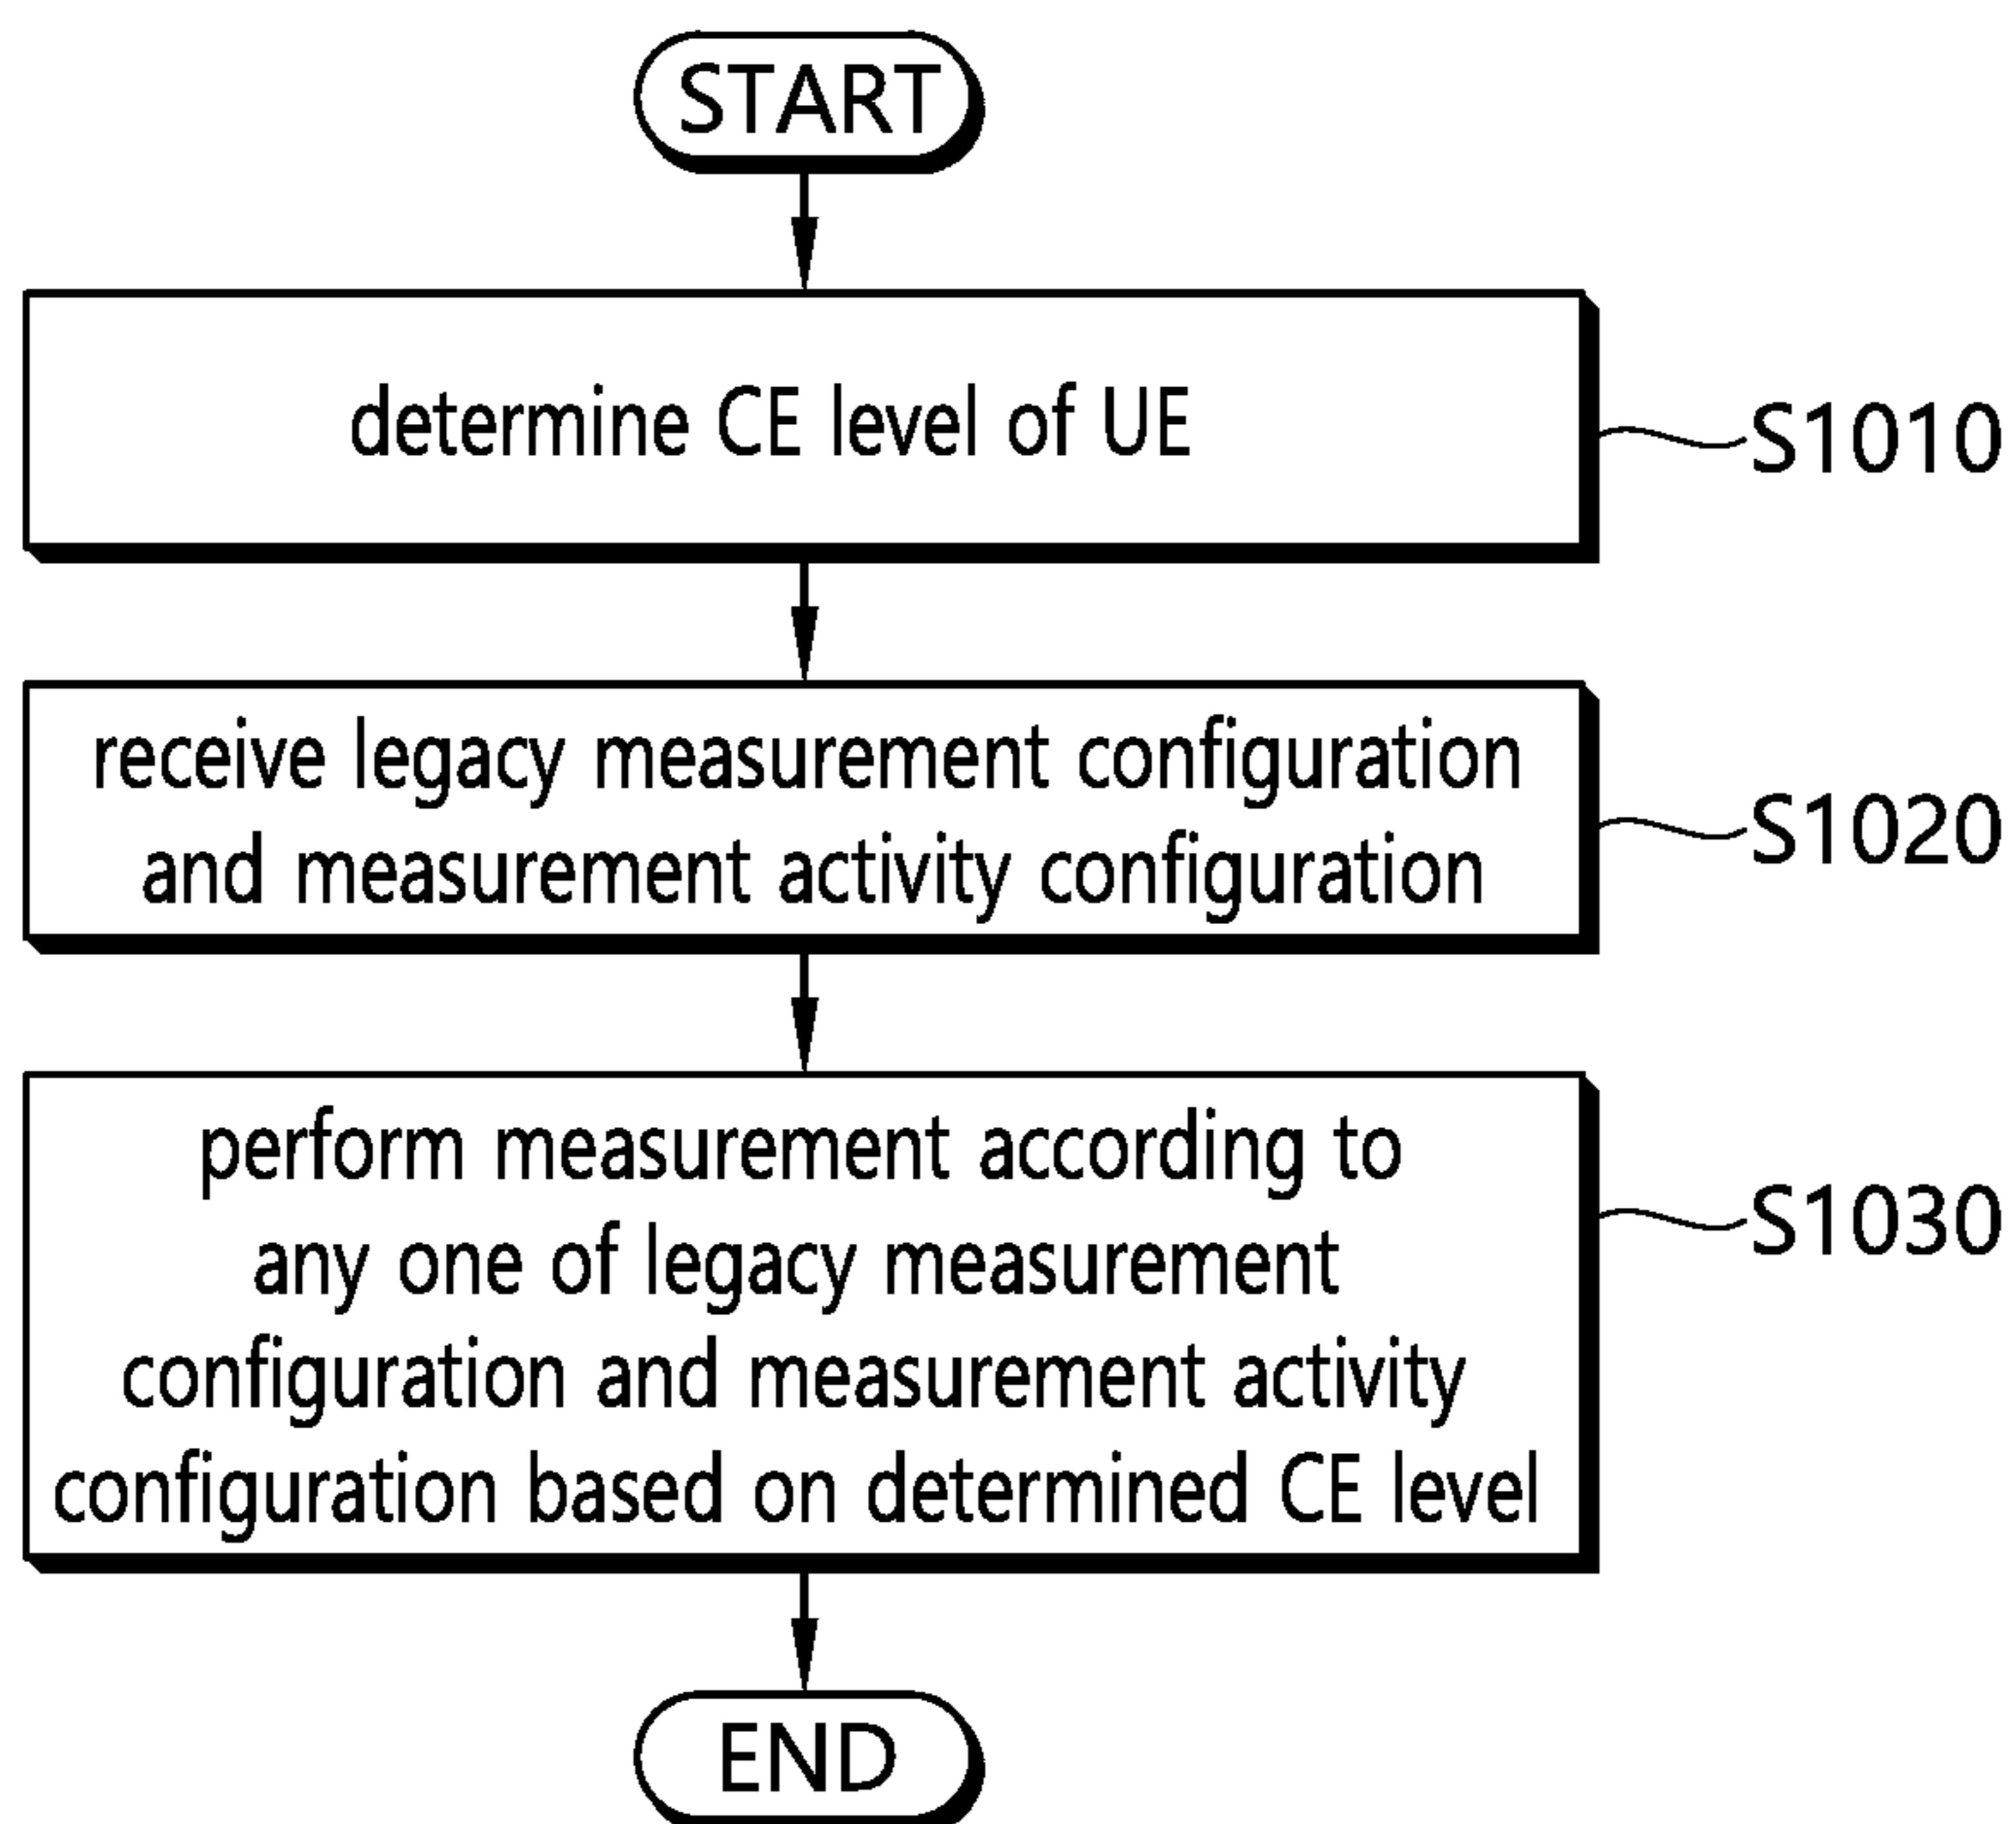 START
determine CE level of UE
S1010
receive legacy measurement configuration
and measurement activity configuration
S1020
perform measurement according to
any one of legacy measurement
configuration and measurement activity
configuration based on determined CE level
S1030
END